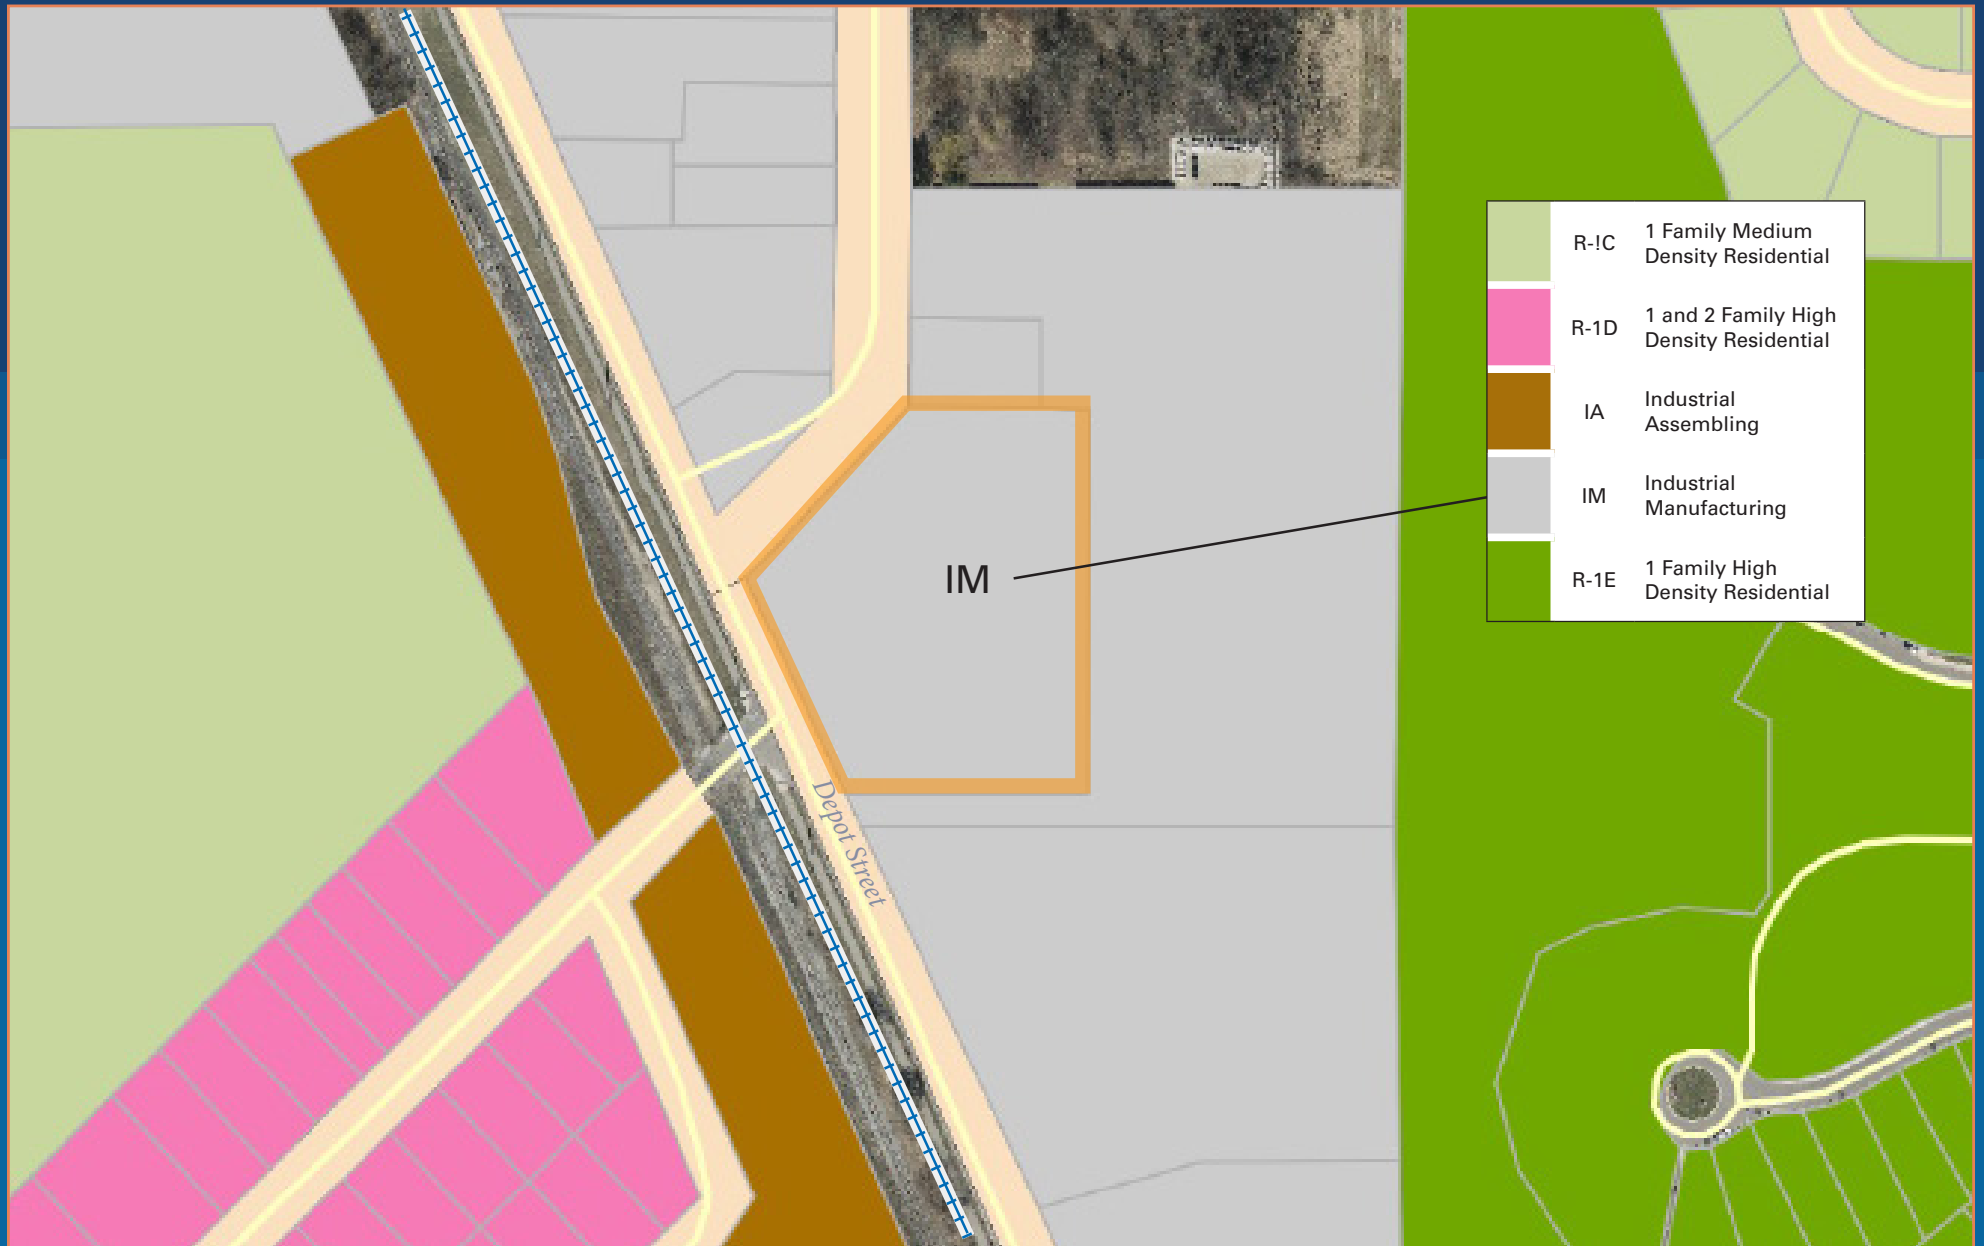 R-!C 1 Family Medium
Density Residential
R-1D 1 and 2 Family High
Density Residential
IA Industrial
Assembling
IM Industrial
Manufacturing
R-1E 1 Family High
Density Residential
IM
Depot Street